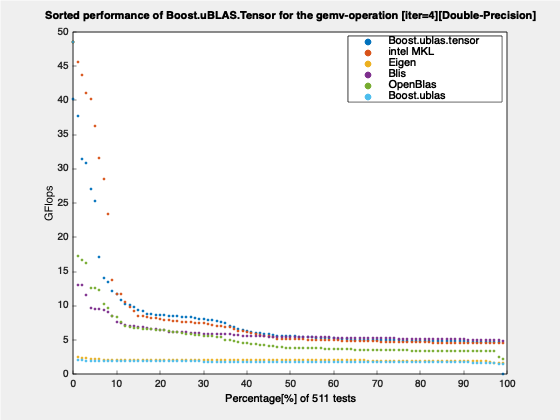 Sorted performance of Boost.uBLAS.Tensor for the gemv-operation [iter=4][Double-Precision]
Boost.ublas.tensor
intel MKL
Eigen
Blis
OpenBlas
Boost.ublas
50
45
40
35
30
25
20
15
10
5
0
GFlops
0 10 20 30 40 50 60 70 80 90 100
Percentage[%] of 511 tests